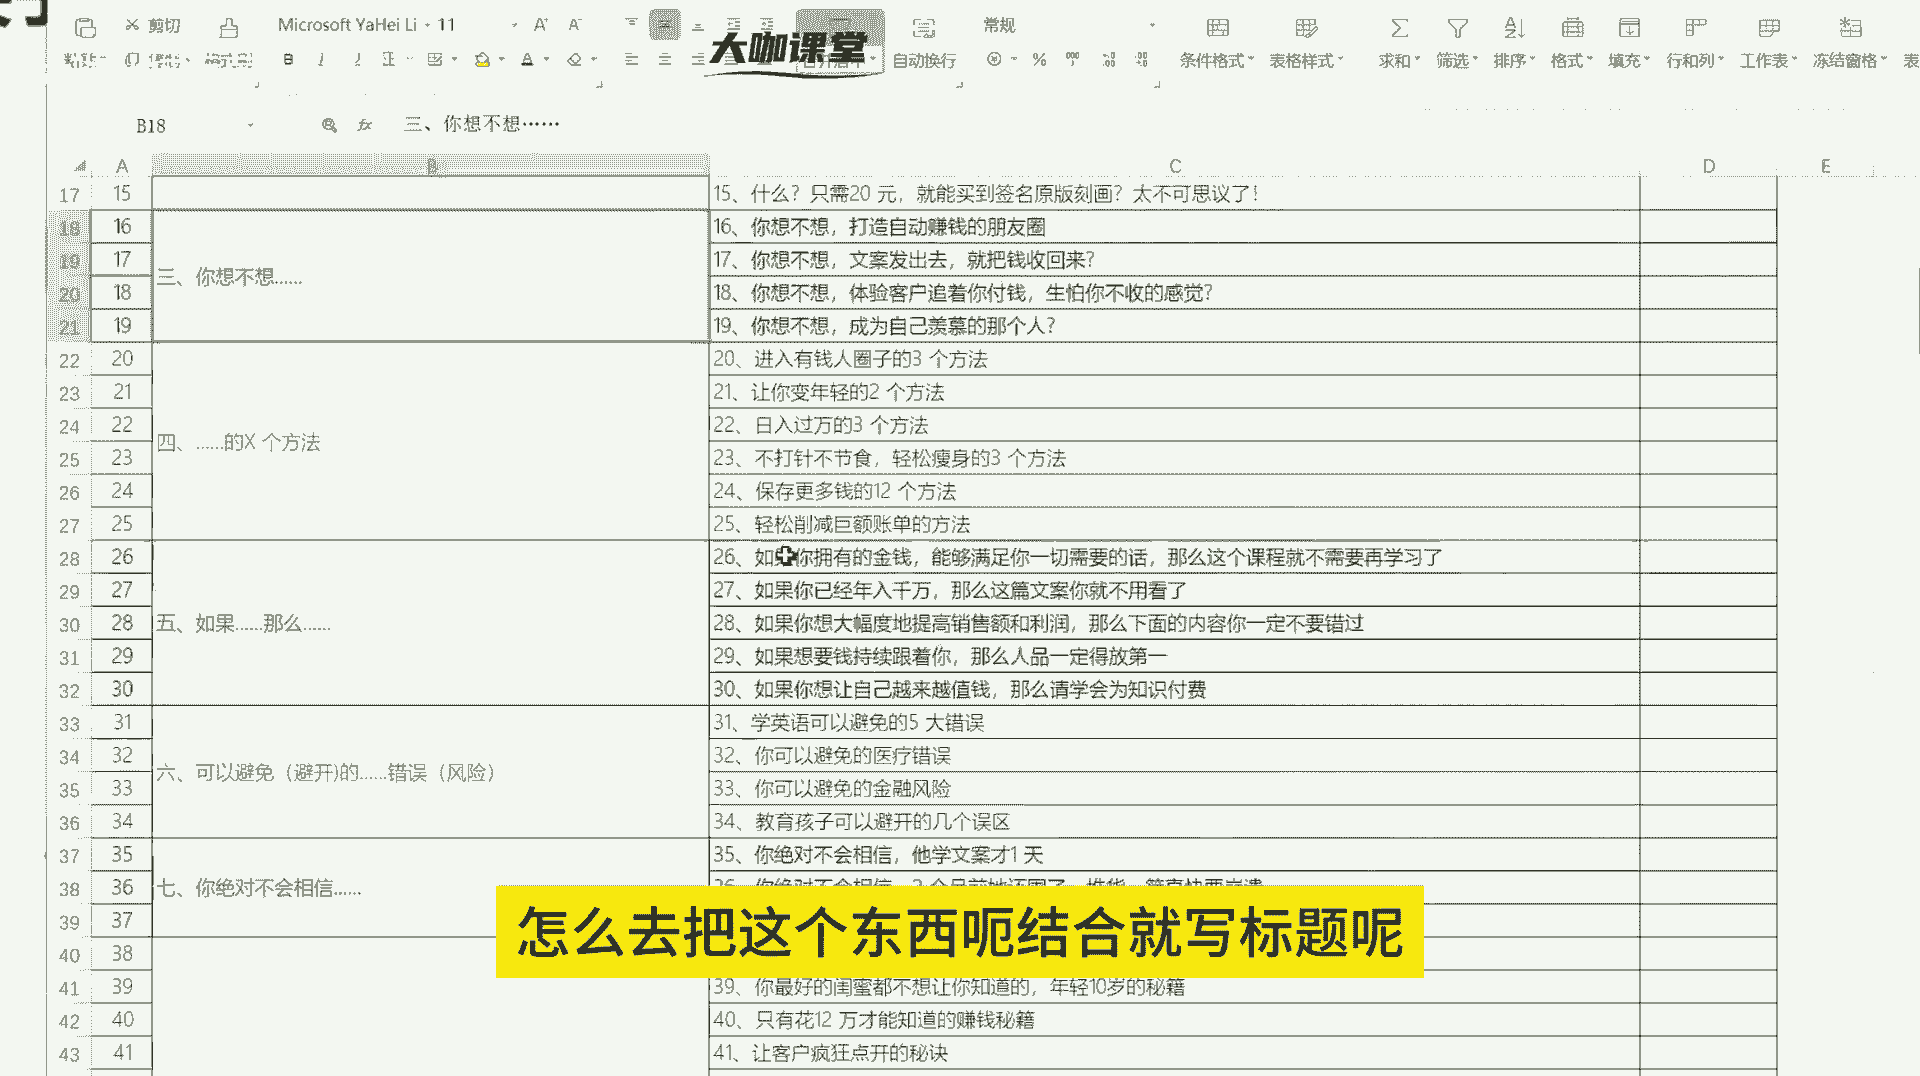 剪切
Microsoft YaHei Li 11
常规
B I
自动换行
%
条件格式
表格样式
求和
筛选
排序
格式
填充
行和列
工作表
冻结窗格
表
大咖课堂
B18
fx 三、你想不想……
A B C D E
17 15 15、什么？只需20 元，就能买到签名原版刻画？太不可思议了！
18 16 16、你想不想，打造自动赚钱的朋友圈
19 17 17、你想不想，文案发出去，就把钱收回来？
三、你想不想……
20 18 18、你想不想，体验客户追着你付钱，生怕你不收的感觉？
21 19 19、你想不想，成为自己羡慕的那个人？
22 20 20、进入有钱人圈子的3 个方法
23 21 21、让你变年轻的2 个方法
24 22 22、日入过万的3 个方法
四、……的X 个方法
25 23 23、不打针不节食，轻松瘦身的3 个方法
26 24 24、保存更多钱的12 个方法
27 25 25、轻松削减巨额账单的方法
28 26 26、如 你拥有的金钱，能够满足你一切需要的话，那么这个课程就不需要再学习了
29 27 27、如果你已经年入千万，那么这篇文案你就不用看了
30 28 五、如果……那么…… 28、如果你想大幅度地提高销售额和利润，那么下面的内容你一定不要错过
31 29 29、如果想要钱持续跟着你，那么人品一定得放第一
32 30 30、如果你想让自己越来越值钱，那么请学会为知识付费
33 31 31、学英语可以避免的5 大错误
34 32 32、你可以避免的医疗错误
六、可以避免（避开)的……错误（风险）
35 33 33、你可以避免的金融风险
36 34 34、教育孩子可以避开的几个误区
37 35 35、你绝对不会相信，他学文案才1 天
38 36 七、你绝对不会相信……
39 37
40 38
41 39 39、你最好的闺蜜都不想让你知道的，年轻10岁的秘籍
42 40 40、只有花12 万才能知道的赚钱秘籍
43 41 41、让客户疯狂点开的秘诀
怎么去把这个东西呃结合就写标题呢